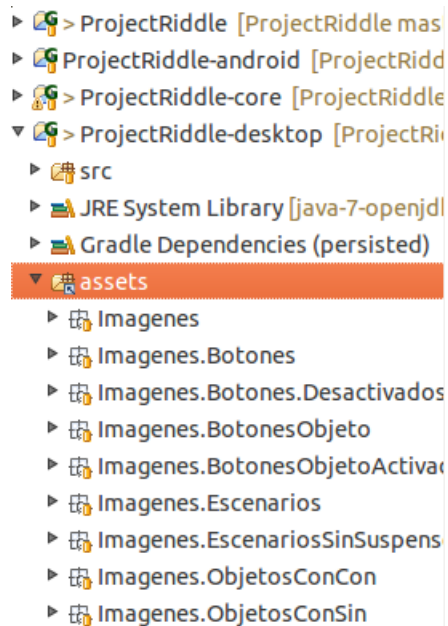 > ProjectRiddle [ProjectRiddle mas
ProjectRiddle-android [ProjectRidd
> ProjectRiddle-core [ProjectRiddle
> ProjectRiddle-desktop [ProjectRi
src
JRE System Library [java-7-openjdl
Gradle Dependencies (persisted)
assets
Imagenes
Imagenes.Botones
Imagenes.Botones.Desactivados
Imagenes.BotonesObjeto
Imagenes.BotonesObjetoActiva
Imagenes.Escenarios
Imagenes.EscenariosSinSuspens
Imagenes.ObjetosConCon
Imagenes.ObjetosConSin